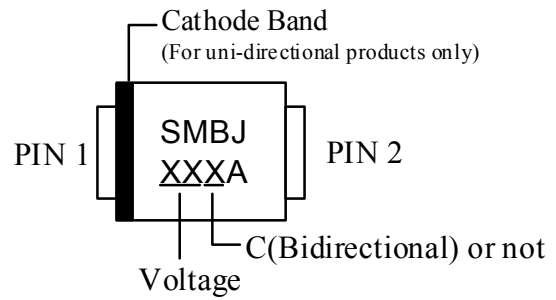 Cathode Band
(For uni-directional products only)
PIN 1
SMBJ
XXXA
PIN 2
C(Bidirectional) or not
Voltage